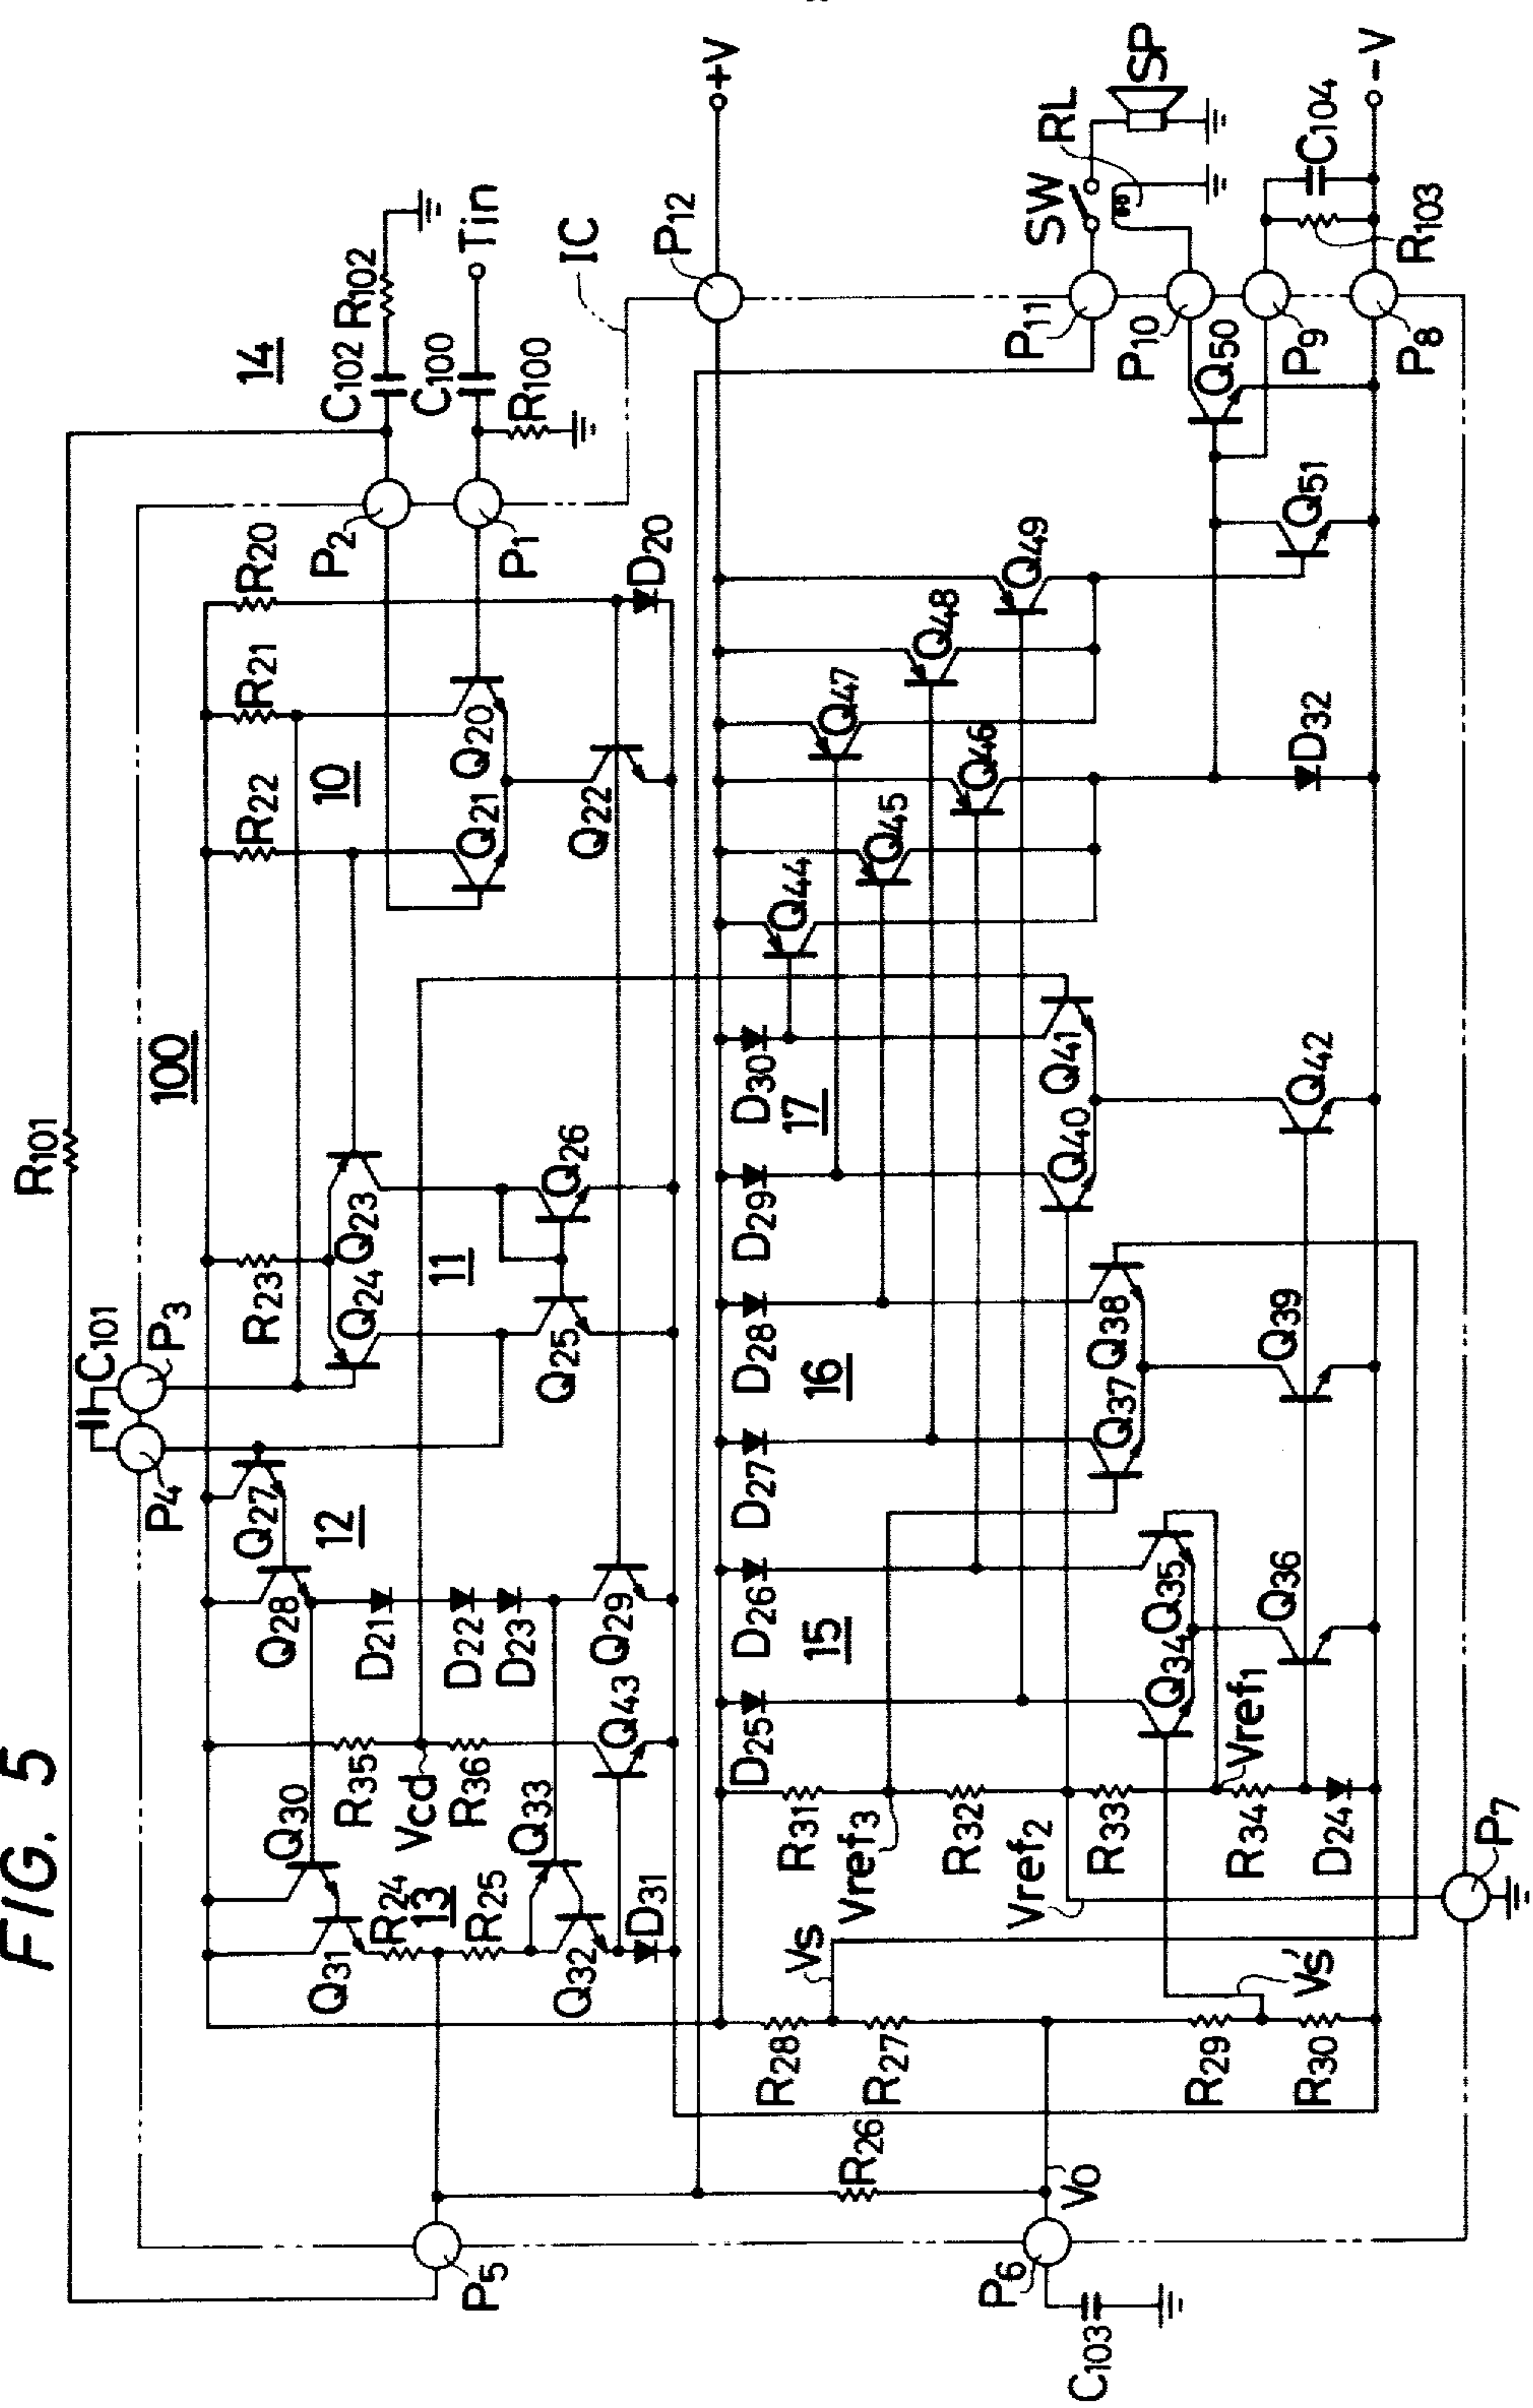 FIG. 5
R101
14
C102
R102
C100
Tin
R100
IC
P12
+V
P2
P1
R20
R21
R22
10
Q20
Q21
Q22
D20
100
C101
P3
P4
R23
Q23
Q24
11
Q26
Q25
Q27
12
Q28
D21
D22
D23
Q29
Q43
R35
Vcd
R36
Q30
Q31
R24
13
R25
Q33
Q32
D31
P5
SW
RL
SP
P11
P10
P9
P8
C104
R103
-V
Q50
Q51
Q49
Q48
Q47
Q46
Q45
Q44
D32
D30
17
D29
Q41
Q40
Q42
D28
16
D27
Q38
Q37
Q39
D26
15
D25
Q35
Q34
Q36
R31
Vref3
R32
Vref2
R33
Vref1
R34
D24
P7
Vs
Vs'
R28
R27
R29
R30
R26
Vo
P6
C103